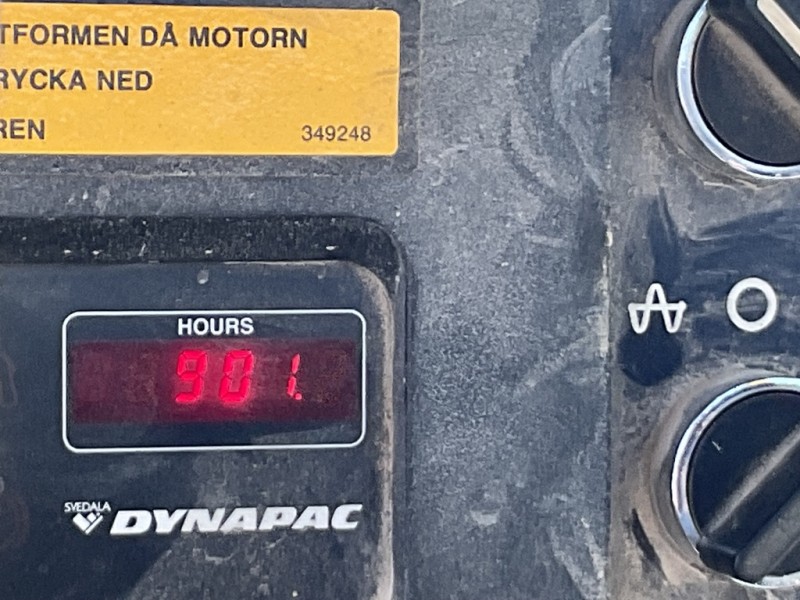 TFORMEN DÅ MOTORN
RYCKA NED
REN
349248
HOURS
901.
SVEDALA
DYNAPAC